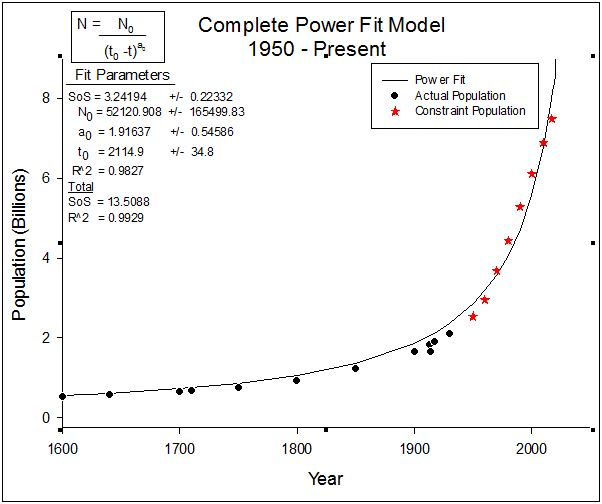 Complete Power Fit Model
1950 - Present
N = N0
(t0 -t)^a0
Fit Parameters
SoS = 3.24194 +/- 0.22332
N0 = 52120.908 +/- 165499.83
a0 = 1.91637 +/- 0.54586
t0 = 2114.9 +/- 34.8
R^2 = 0.9827
Total
SoS = 13.5088
R^2 = 0.9929
Power Fit
Actual Population
Constraint Population
Population (Billions)
8
6
4
2
0
1600 1700 1800 1900 2000
Year